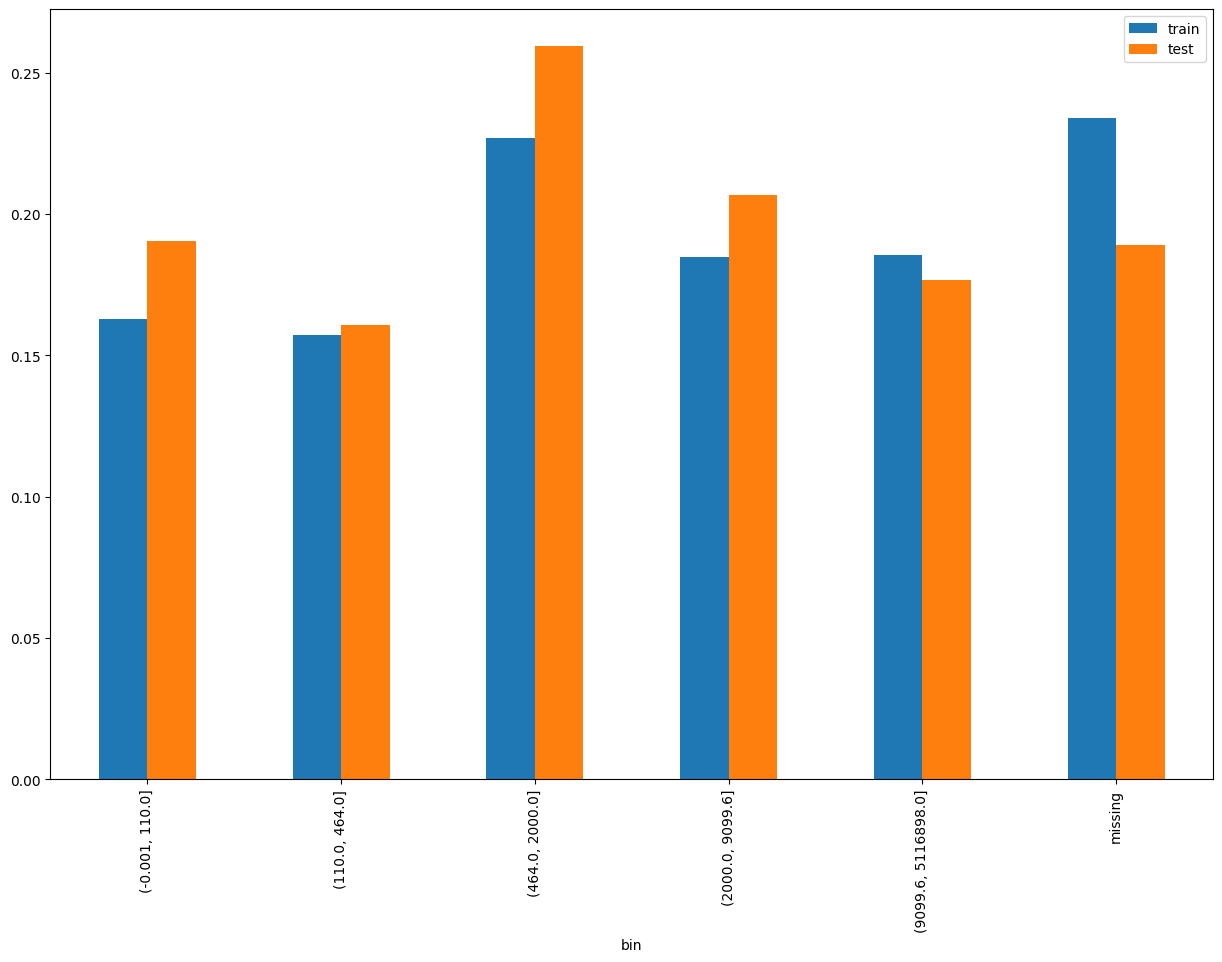 train
test
0.25
0.20
0.15
0.10
0.05
0.00
(-0.001, 110.0]
(110.0, 464.0]
(464.0, 2000.0]
(2000.0, 9099.6]
(9099.6, 5116898.0]
missing
bin